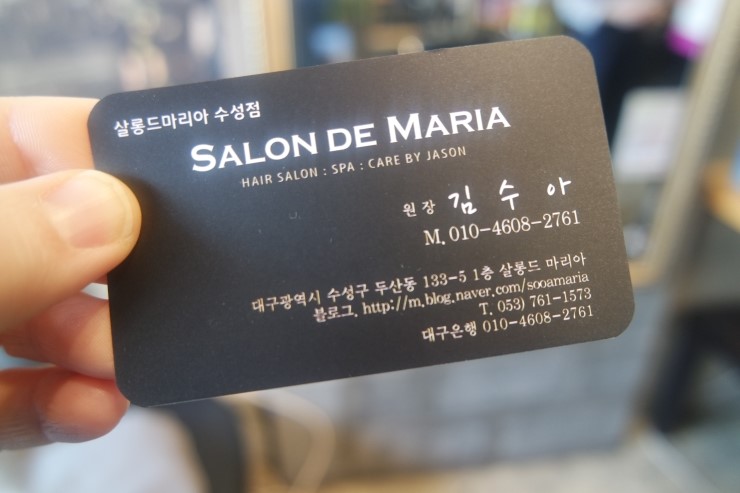 살롱드마리아 수성점
SALON DE MARIA
HAIR SALON : SPA : CARE BY JASON
원장 김수아
M. 010-4608-2761
대구광역시 수성구 두산동 133-5 1층 살롱드 마리아
블로그. http://m.blog.naver.com/sooamaria
T. 053) 761-1573
대구은행 010-4608-2761